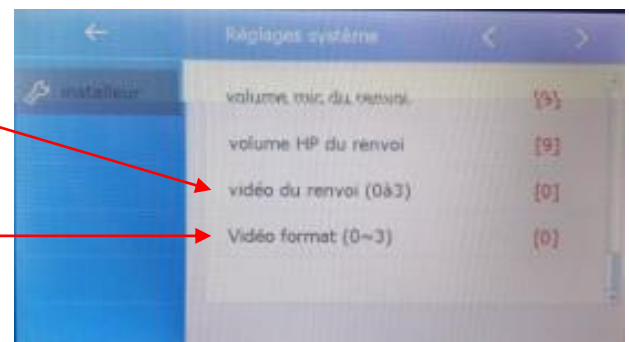 Réglages système
installeur
volume mic du renvoi [9]
volume HP du renvoi [9]
vidéo du renvoi (0à3) [0]
Vidéo format (0~3) [0]